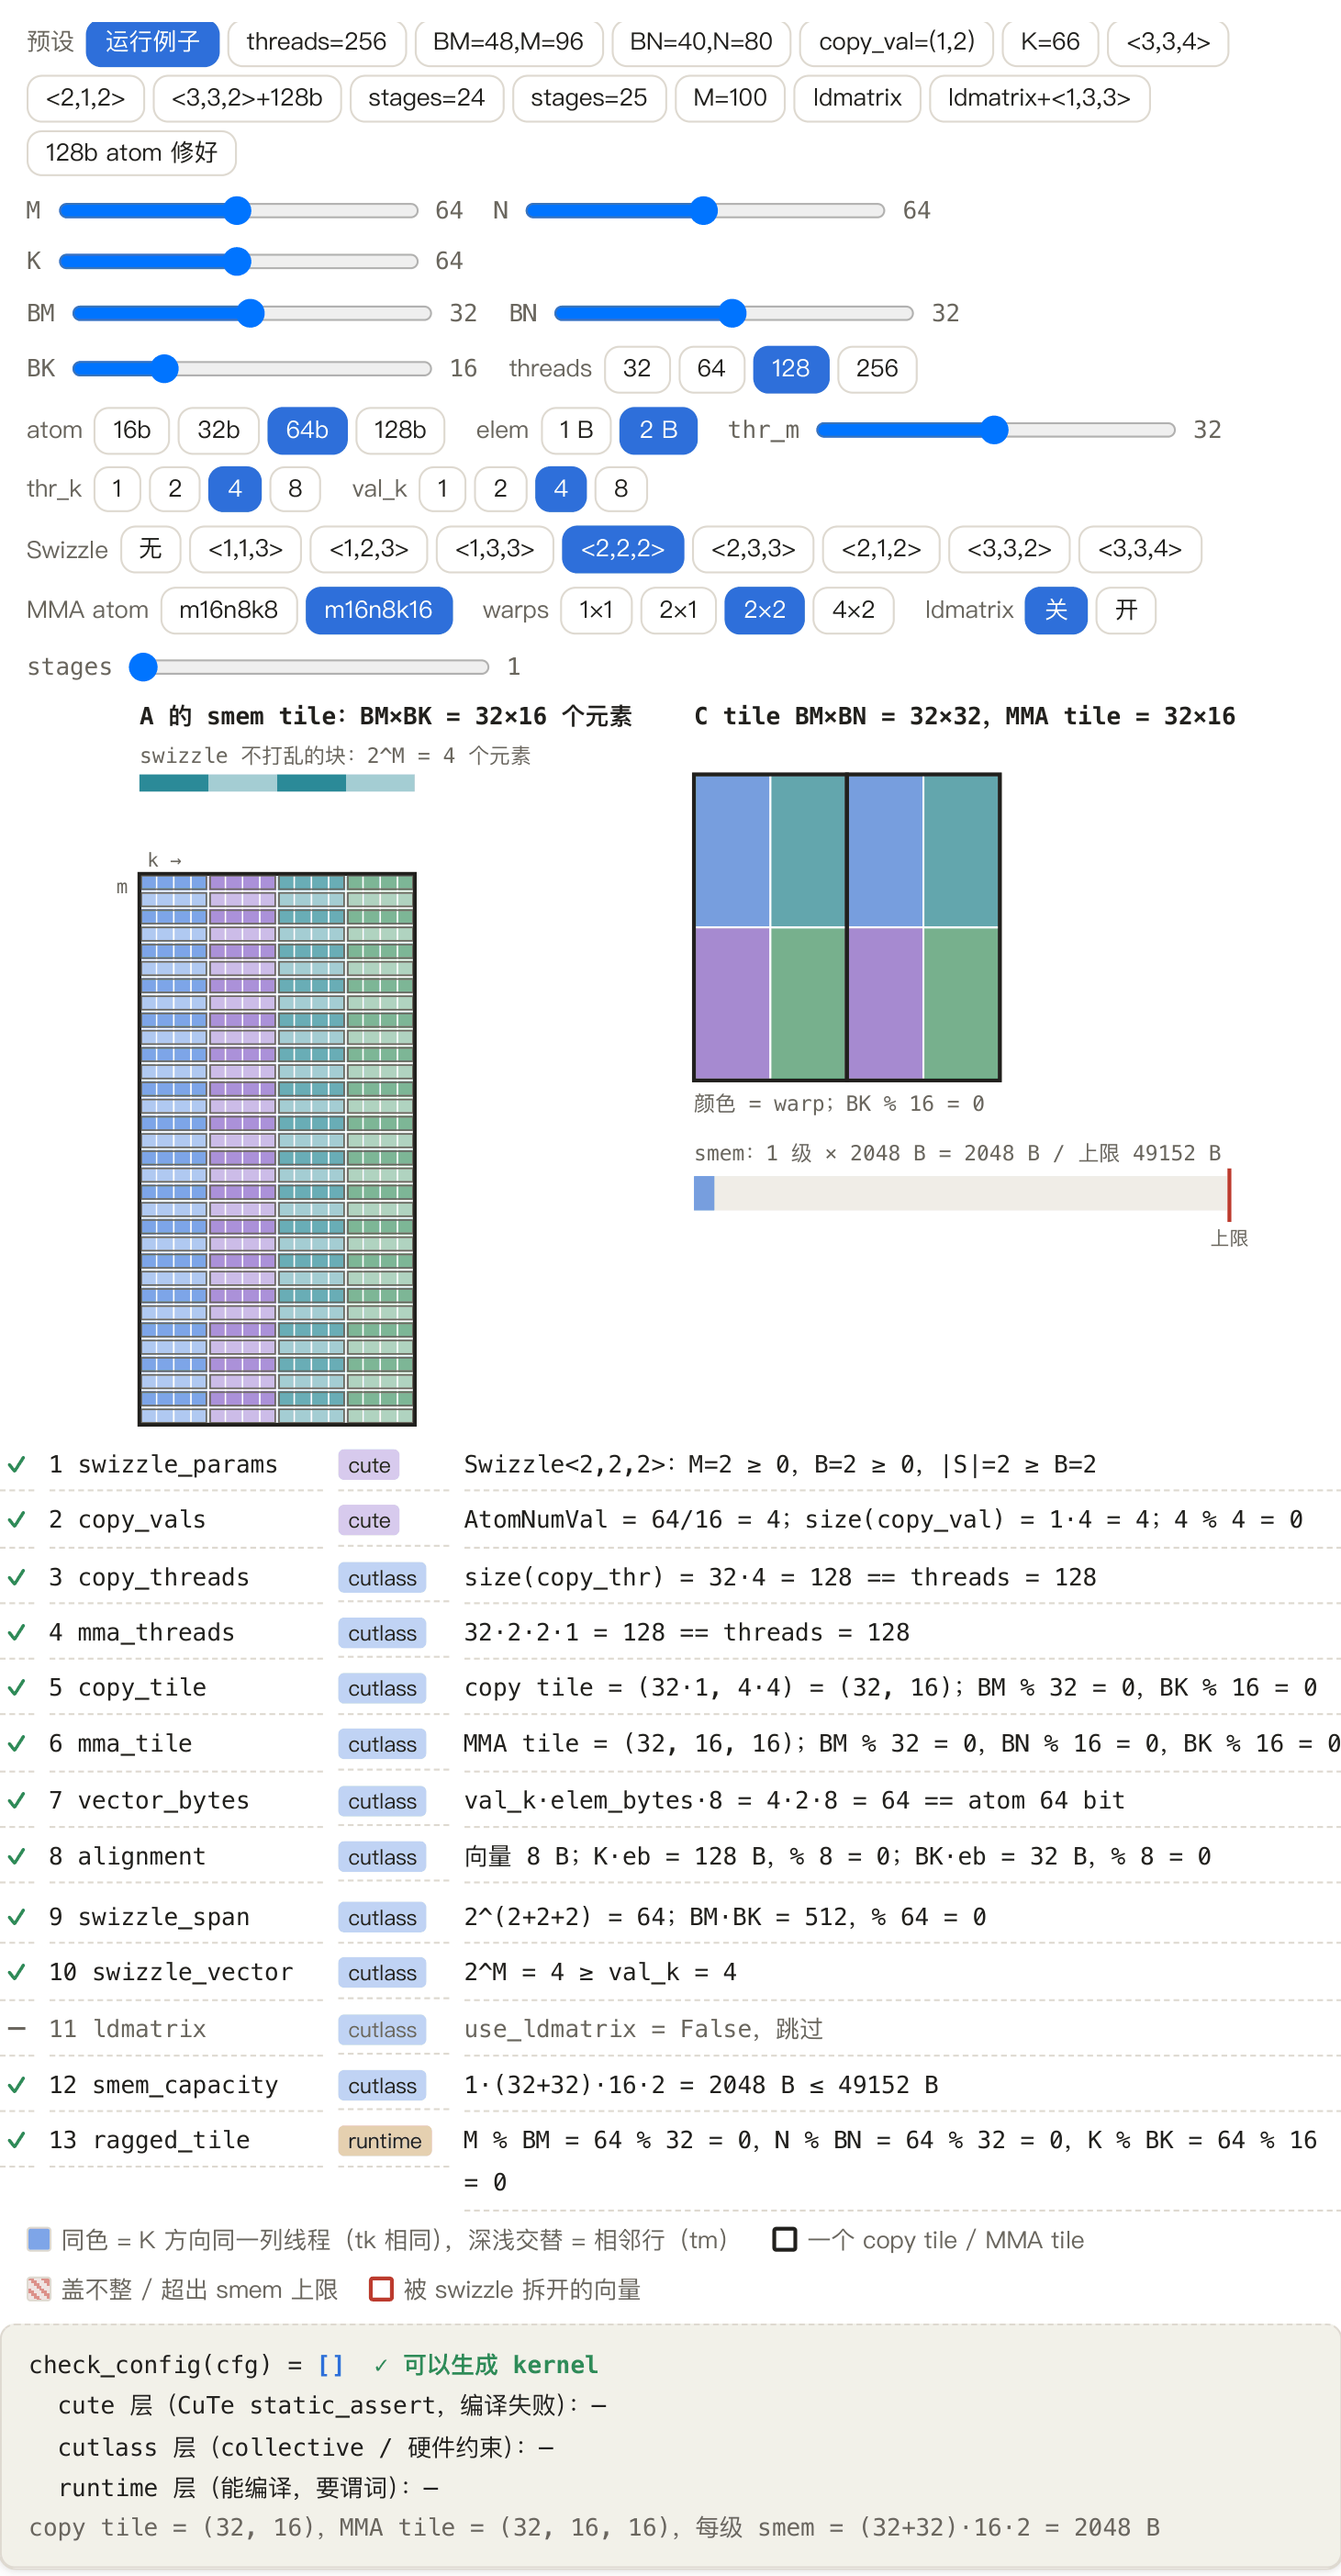 预设 运行例子 threads=256 BM=48,M=96 BN=40,N=80 copy_val=(1,2) K=66 <3,3,4>
<2,1,2> <3,3,2>+128b stages=24 stages=25 M=100 ldmatrix ldmatrix+<1,3,3>
128b atom 修好
M 64 N 64
K 64
BM 32 BN 32
BK 16 threads 32 64 128 256
atom 16b 32b 64b 128b elem 1 B 2 B thr_m 32
thr_k 1 2 4 8 val_k 1 2 4 8
Swizzle 无 <1,1,3> <1,2,3> <1,3,3> <2,2,2> <2,3,3> <2,1,2> <3,3,2> <3,3,4>
MMA atom m16n8k8 m16n8k16 warps 1×1 2×1 2×2 4×2 ldmatrix 关 开
stages 1
A 的 smem tile: BM×BK = 32×16 个元素 C tile BM×BN = 32×32, MMA tile = 32×16
swizzle 不打乱的块: 2^M = 4 个元素
k →
m
颜色 = warp; BK % 16 = 0
smem: 1 级 × 2048 B = 2048 B / 上限 49152 B
上限
1 swizzle_params cute Swizzle<2,2,2>: M=2 ≥ 0, B=2 ≥ 0, |S|=2 ≥ B=2
2 copy_vals cute AtomNumVal = 64/16 = 4; size(copy_val) = 1·4 = 4; 4 % 4 = 0
3 copy_threads cutlass size(copy_thr) = 32·4 = 128 == threads = 128
4 mma_threads cutlass 32·2·2·1 = 128 == threads = 128
5 copy_tile cutlass copy tile = (32·1, 4·4) = (32, 16); BM % 32 = 0, BK % 16 = 0
6 mma_tile cutlass MMA tile = (32, 16, 16); BM % 32 = 0, BN % 16 = 0, BK % 16 = 0
7 vector_bytes cutlass val_k·elem_bytes·8 = 4·2·8 = 64 == atom 64 bit
8 alignment cutlass 向量 8 B; K·eb = 128 B, % 8 = 0; BK·eb = 32 B, % 8 = 0
9 swizzle_span cutlass 2^(2+2+2) = 64; BM·BK = 512, % 64 = 0
10 swizzle_vector cutlass 2^M = 4 ≥ val_k = 4
11 ldmatrix cutlass use_ldmatrix = False, 跳过
12 smem_capacity cutlass 1·(32+32)·16·2 = 2048 B ≤ 49152 B
13 ragged_tile runtime M % BM = 64 % 32 = 0, N % BN = 64 % 32 = 0, K % BK = 64 % 16
= 0
同色 = K 方向同一列线程（tk 相同），深浅交替 = 相邻行（tm） 一个 copy tile / MMA tile
盖不整 / 超出 smem 上限 被 swizzle 拆开的向量
check_config(cfg) = [] ✓ 可以生成 kernel
cute 层（CuTe static_assert, 编译失败）: —
cutlass 层（collective / 硬件约束）: —
runtime 层（能编译, 要谓词）: —
copy tile = (32, 16), MMA tile = (32, 16, 16), 每级 smem = (32+32)·16·2 = 2048 B